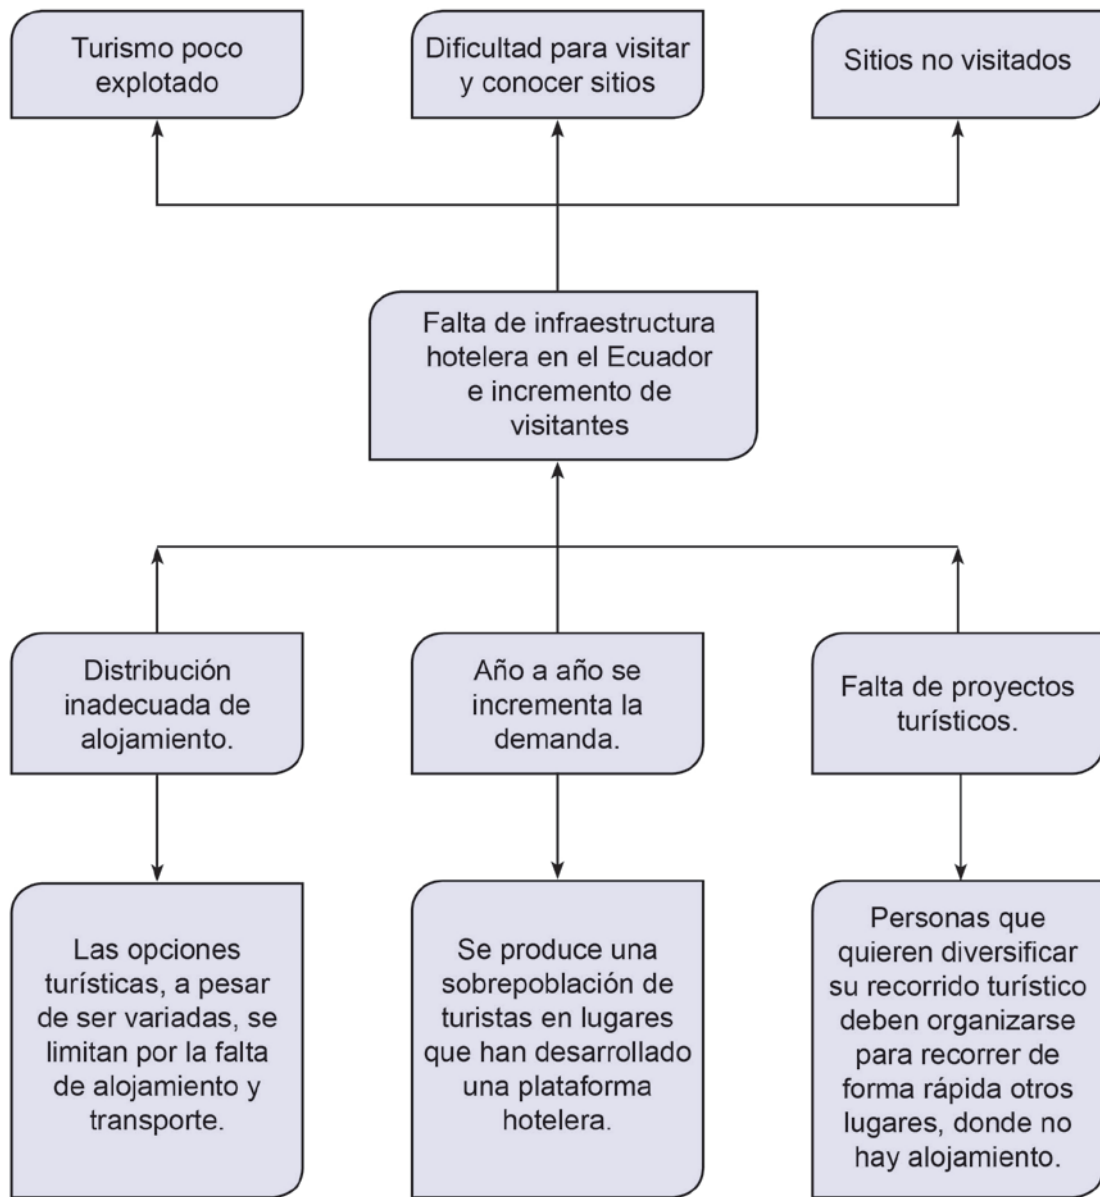 Turismo poco
explotado
Dificultad para visitar
y conocer sitios
Sitios no visitados
Falta de infraestructura
hotelera en el Ecuador
e incremento de
visitantes
Distribución
inadecuada de
alojamiento.
Año a año se
incrementa la
demanda.
Falta de proyectos
turísticos.
Las opciones
turísticas, a pesar
de ser variadas, se
limitan por la falta
de alojamiento y
transporte.
Se produce una
sobrepoblación de
turistas en lugares
que han desarrollado
una plataforma
hotelera.
Personas que
quieren diversificar
su recorrido turístico
deben organizarse
para recorrer de
forma rápida otros
lugares, donde no
hay alojamiento.